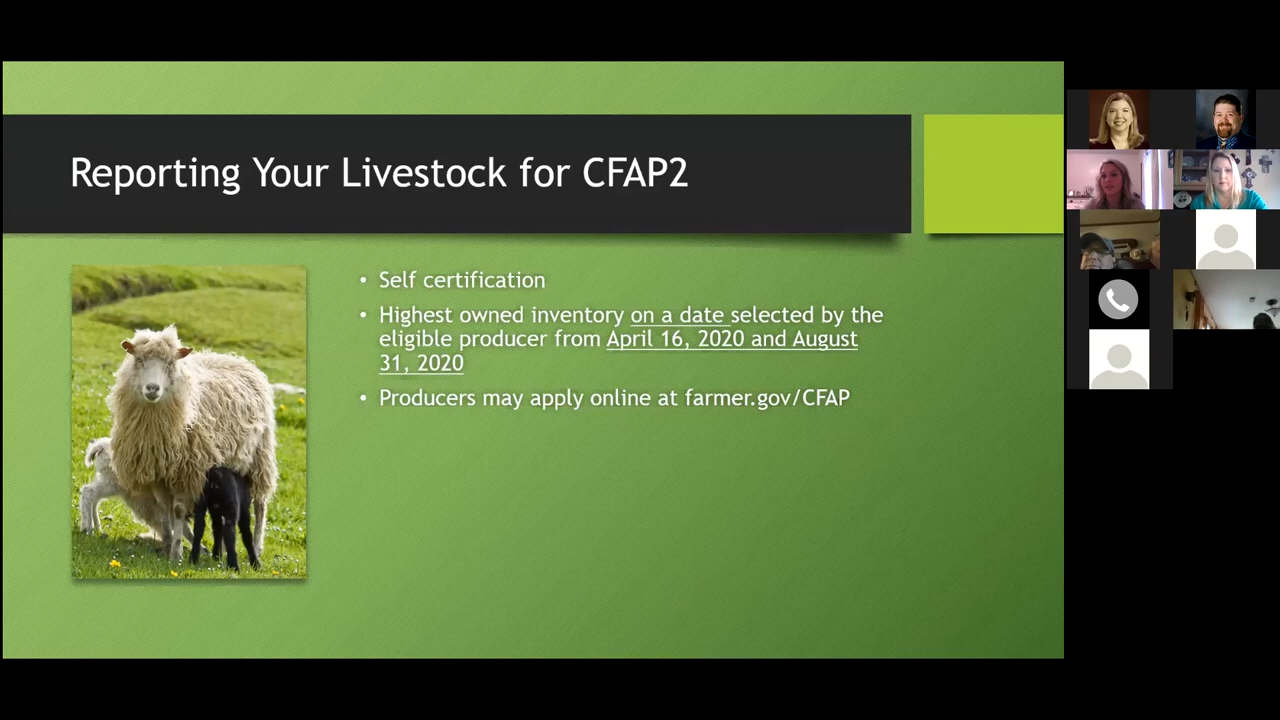 Reporting Your Livestock for CFAP2
• Self certification
• Highest owned inventory on a date selected by the
eligible producer from April 16, 2020 and August
31, 2020
• Producers may apply online at farmer.gov/CFAP